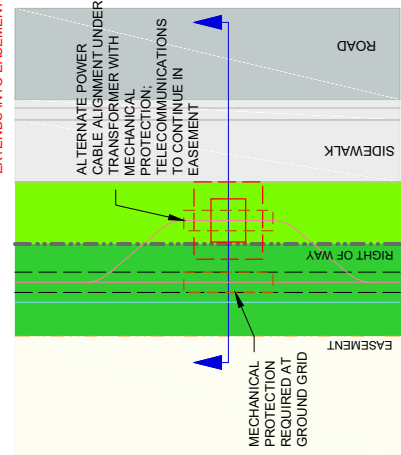 ALTERNATE POWER
CABLE ALIGNMENT UNDER
TRANSFORMER WITH
MECHANICAL
PROTECTION;
TELECOMMUNICATIONS
TO CONTINUE IN
EASEMENT
ROAD
SIDEWALK
RIGHT OF WAY
EASEMENT
MECHANICAL
PROTECTION
REQUIRED AT
GROUND GRID
EXTENDS INTO EASEMENT